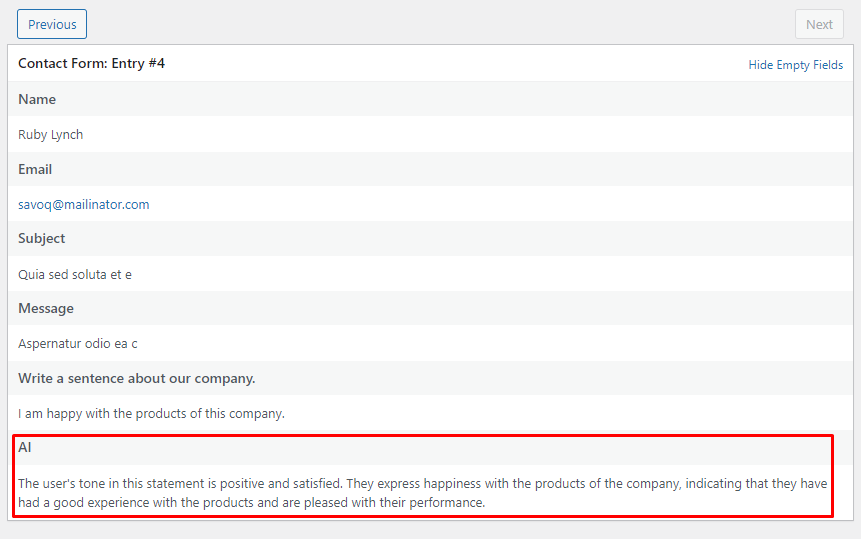 Previous
Next
Contact Form: Entry #4
Hide Empty Fields
Name
Ruby Lynch
Email
savoq@mailinator.com
Subject
Quia sed soluta et e
Message
Aspernatur odio ea c
Write a sentence about our company.
I am happy with the products of this company.
AI
The user's tone in this statement is positive and satisfied. They express happiness with the products of the company, indicating that they have
had a good experience with the products and are pleased with their performance.